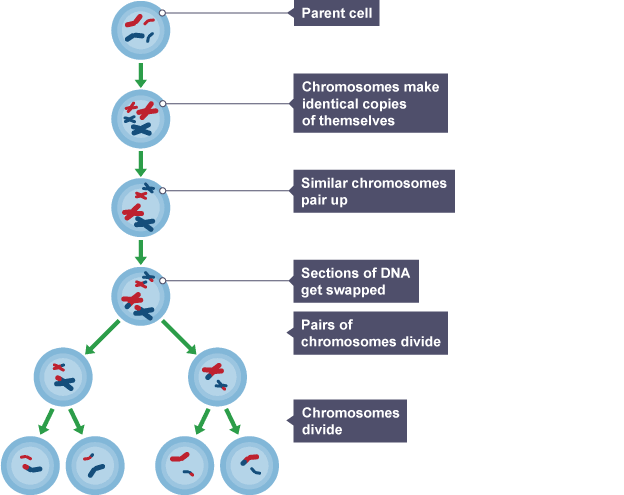 Parent cell
Chromosomes make
identical copies
of themselves
Similar chromosomes
pair up
Sections of DNA
get swapped
Pairs of
chromosomes divide
Chromosomes
divide